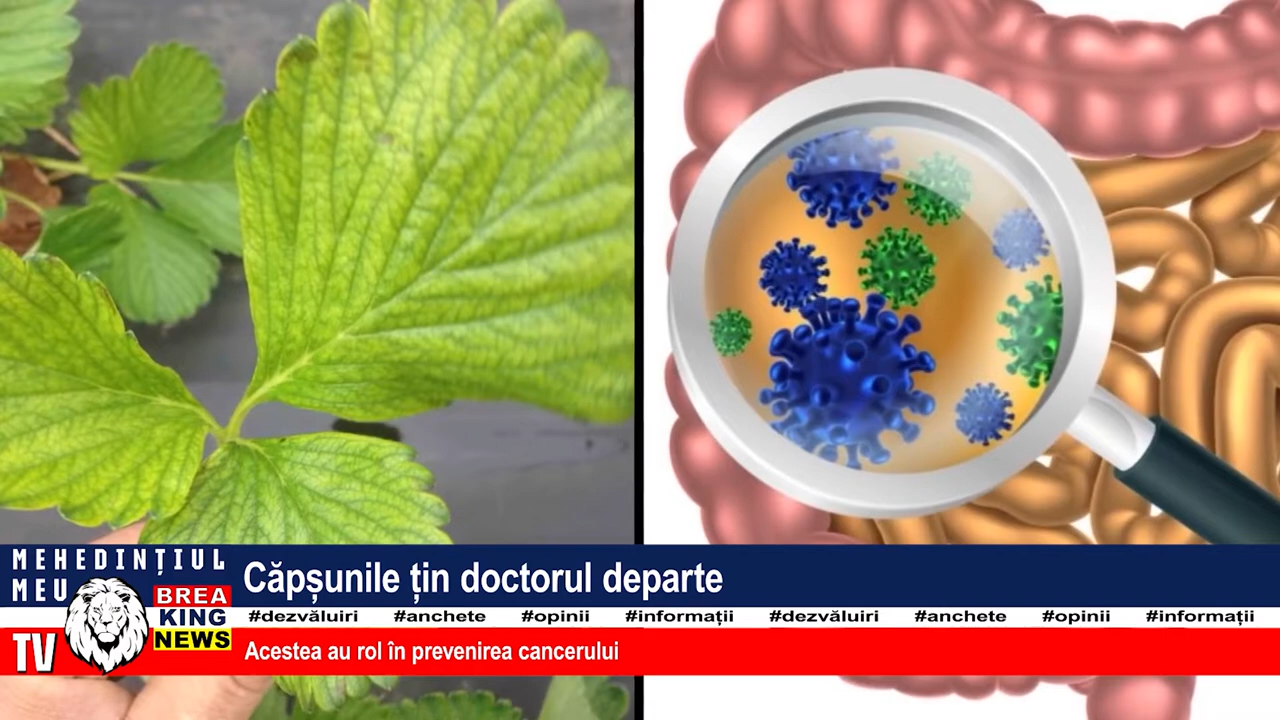 MEHEDINȚIUL
MEU
TV
BREA
KING
NEWS
Căpșunile țin doctorul departe
#dezvăluiri #anchete #opinii #informații #dezvăluiri #anchete #opinii #informații
Acestea au rol în prevenirea cancerului